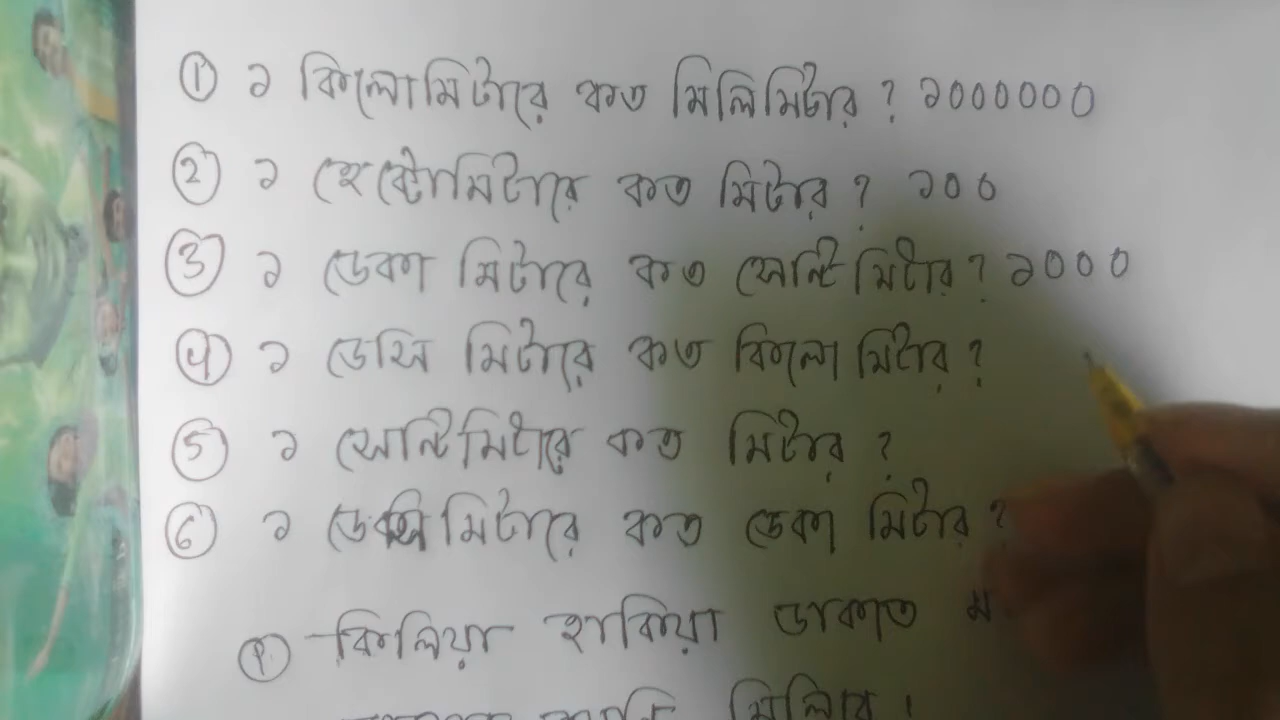 ① ১ কিলোমিটারে কত মিলিমিটার ? ১০০০০০০
② ১ হেক্টোমিটারে কত মিটার ? ১০০
③ ১ ডেকা মিটারে কত সেন্টি মিটার ? ১০০০
④ ১ ডেসি মিটারে কত কিলো মিটার ?
⑤ ১ সেন্টিমিটারে কত মিটার ?
⑥ ১ ডেসিমিটারে কত ডেকা মিটার ?
কিলিয়া হাকিয়া ডাকাত ম
মিলিব ।